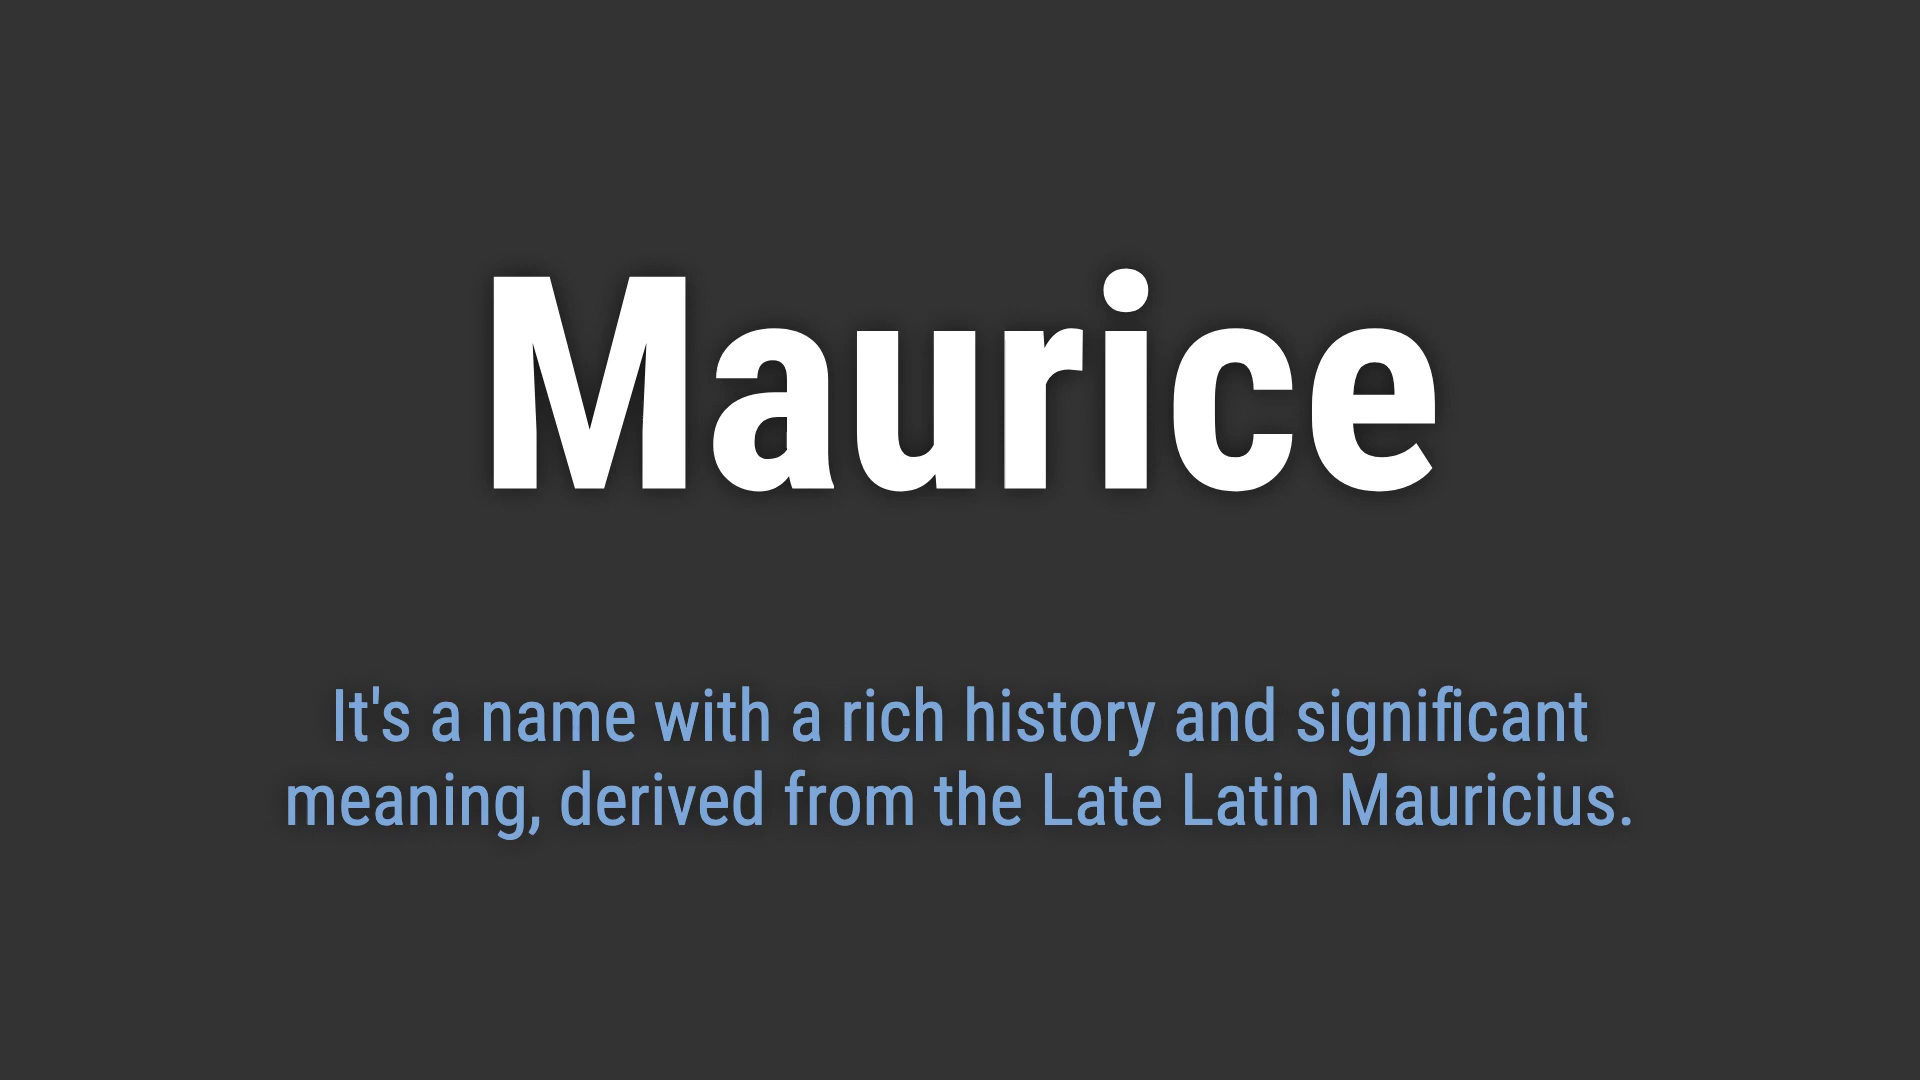 Maurice
It's a name with a rich history and significant
meaning, derived from the Late Latin Mauricius.